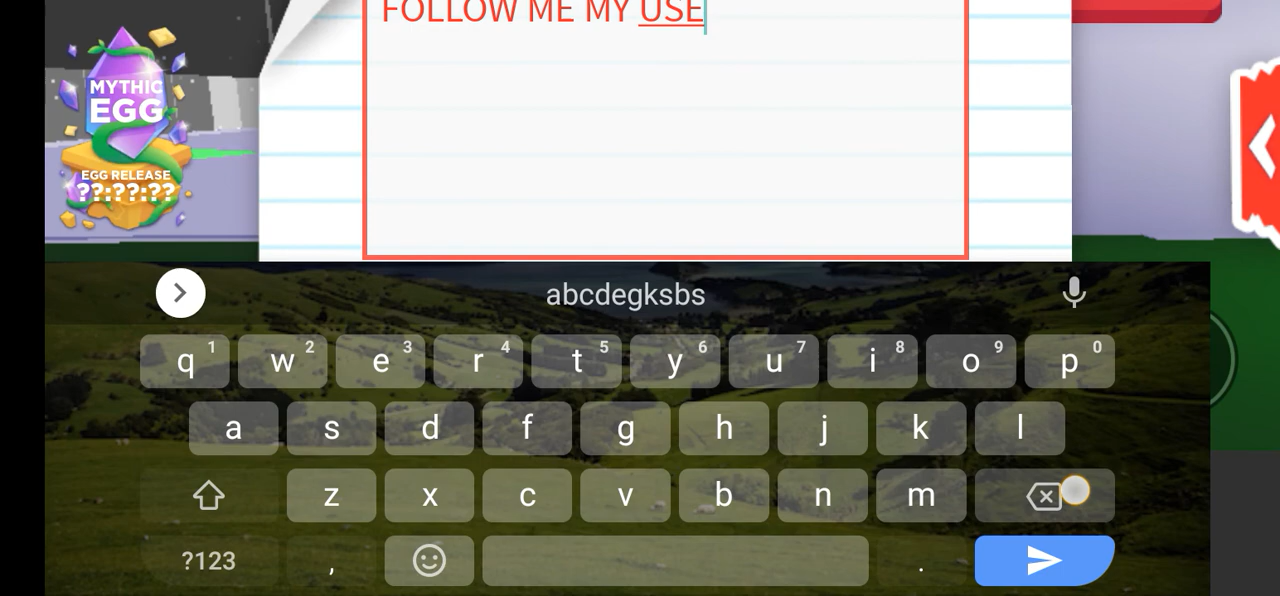 FOLLOW ME MY USE
MYTHIC
EGG
EGG RELEASE
??:??:??
abcdegksbs
q 1 w 2 e 3 r 4 t 5 y 6 u 7 i 8 o 9 p 0
a s d f g h j k l
z x c v b n m
?123 , .